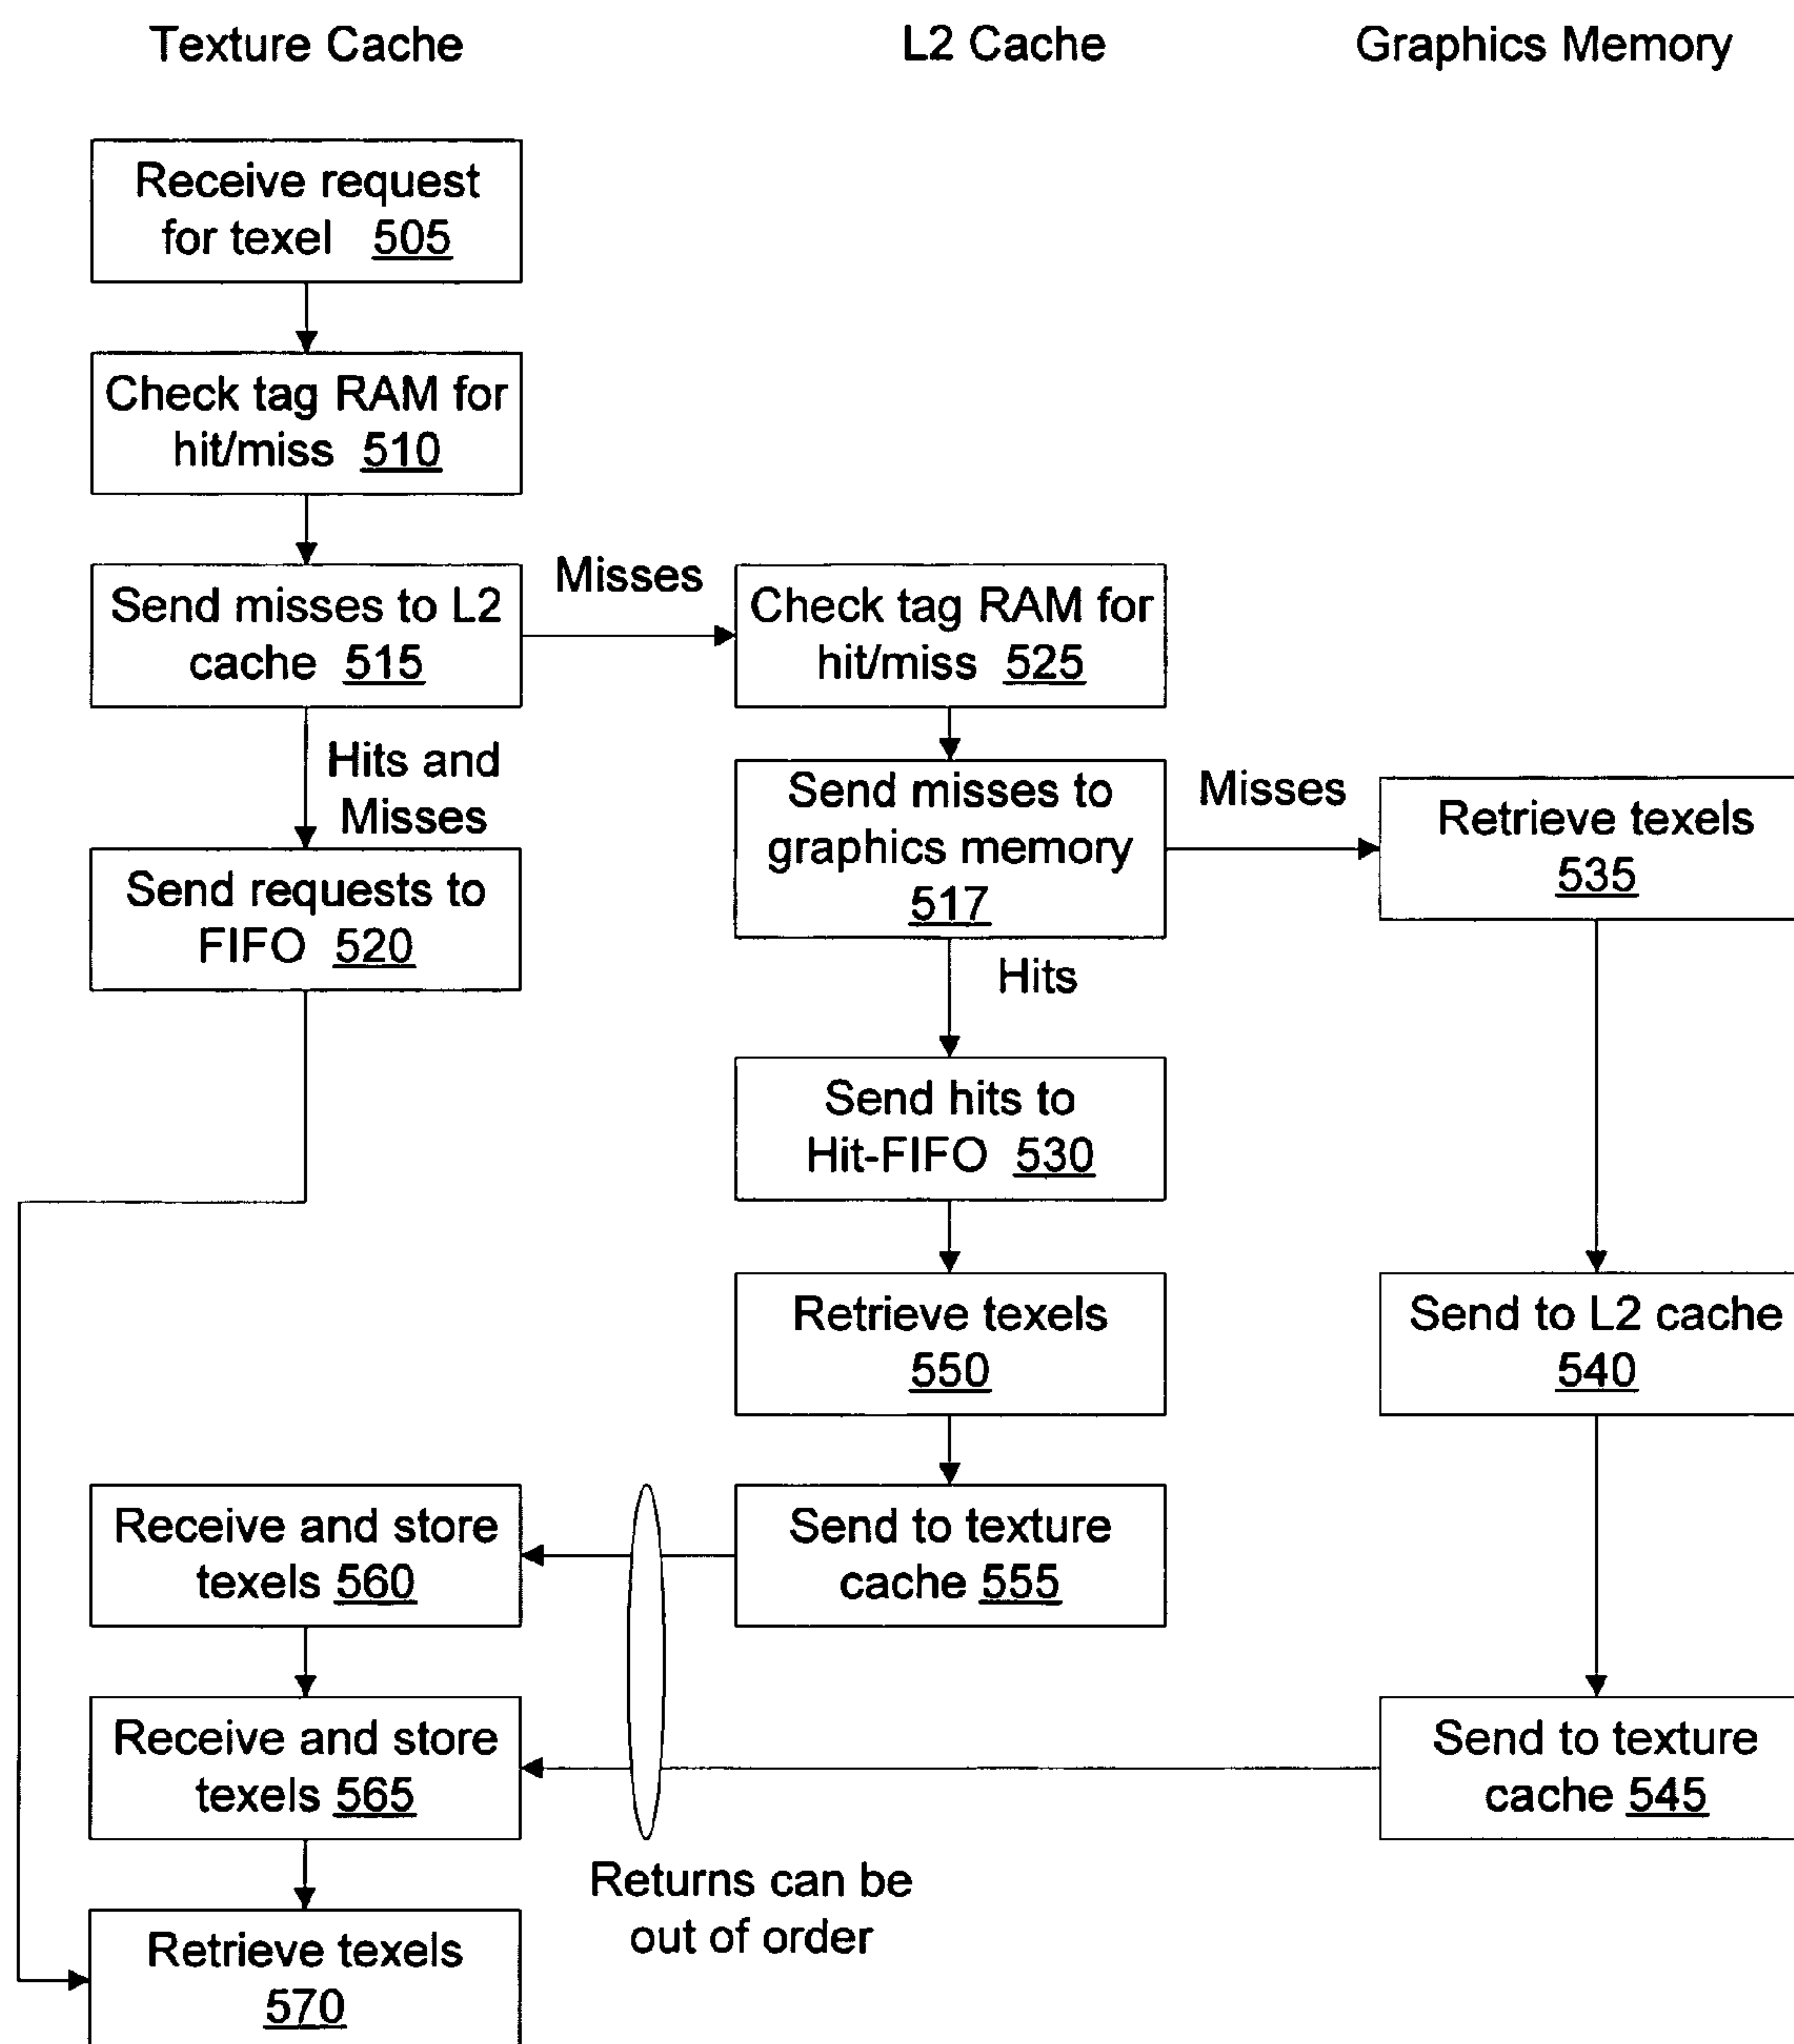 Texture Cache
L2 Cache
Graphics Memory
Receive request
for texel 505
Check tag RAM for
hit/miss 510
Send misses to L2
cache 515
Misses
Check tag RAM for
hit/miss 525
Hits and
Misses
Send misses to
graphics memory
517
Misses
Retrieve texels
535
Send requests to
FIFO 520
Hits
Send hits to
Hit-FIFO 530
Retrieve texels
550
Send to L2 cache
540
Receive and store
texels 560
Send to texture
cache 555
Receive and store
texels 565
Send to texture
cache 545
Returns can be
out of order
Retrieve texels
570